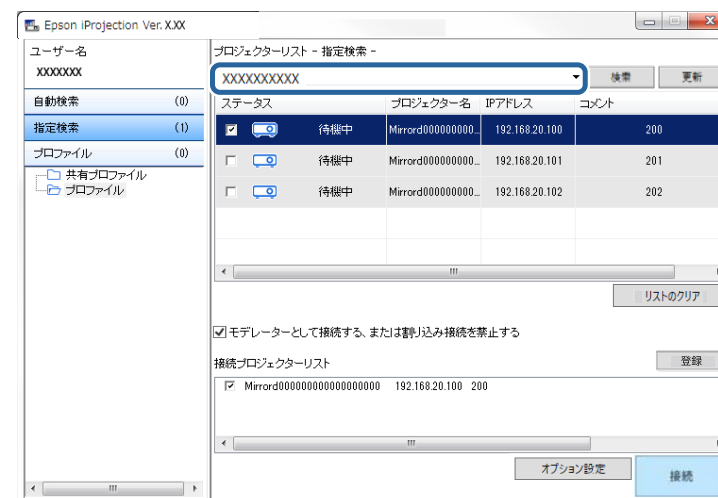 Epson iProjection Ver. X.XX
ユーザー名
XXXXXXX
自動検索 (0)
指定検索 (1)
プロファイル (0)
共有プロファイル
プロファイル
プロジェクターリスト - 指定検索 -
XXXXXXXXXX 検索 更新
ステータス プロジェクター名 IPアドレス コメント
待機中 Mirrord000000000... 192.168.20.100 200
待機中 Mirrord000000000... 192.168.20.101 201
待機中 Mirrord000000000... 192.168.20.102 202
リストのクリア
モデレーターとして接続する、または割り込み接続を禁止する
接続プロジェクターリスト 登録
Mirrord000000000000000000 192.168.20.100 200
オプション設定 接続